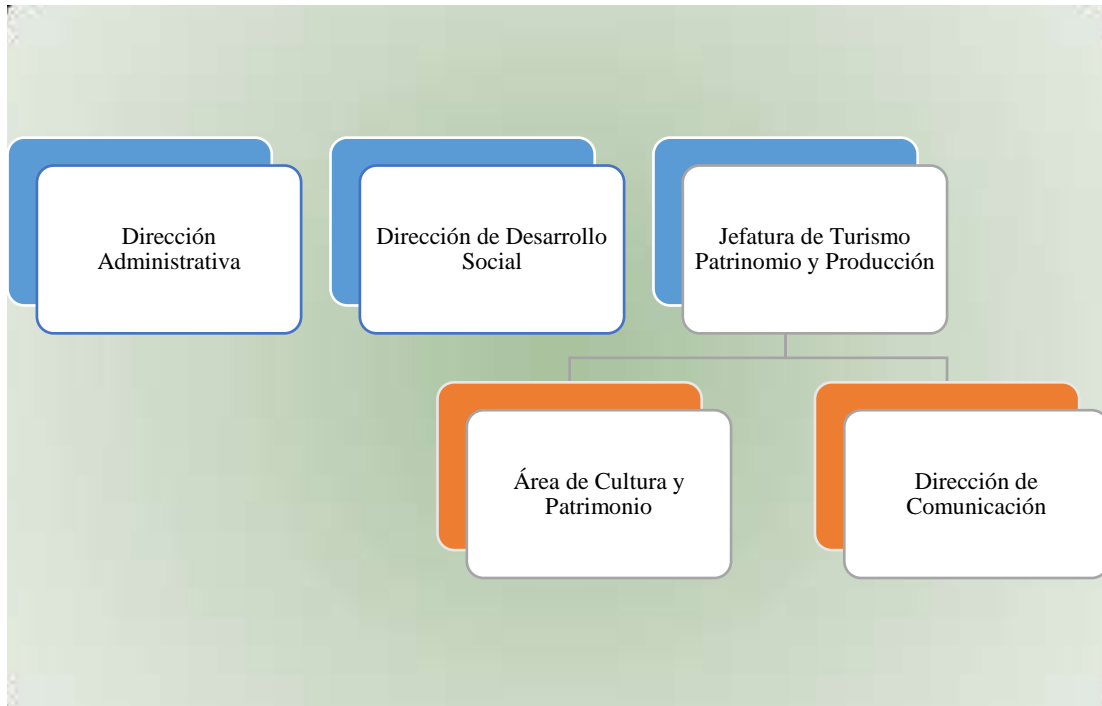 Dirección
Administrativa
Dirección de Desarrollo
Social
Jefatura de Turismo
Patrinomio y Producción
Área de Cultura y
Patrimonio
Dirección de
Comunicación